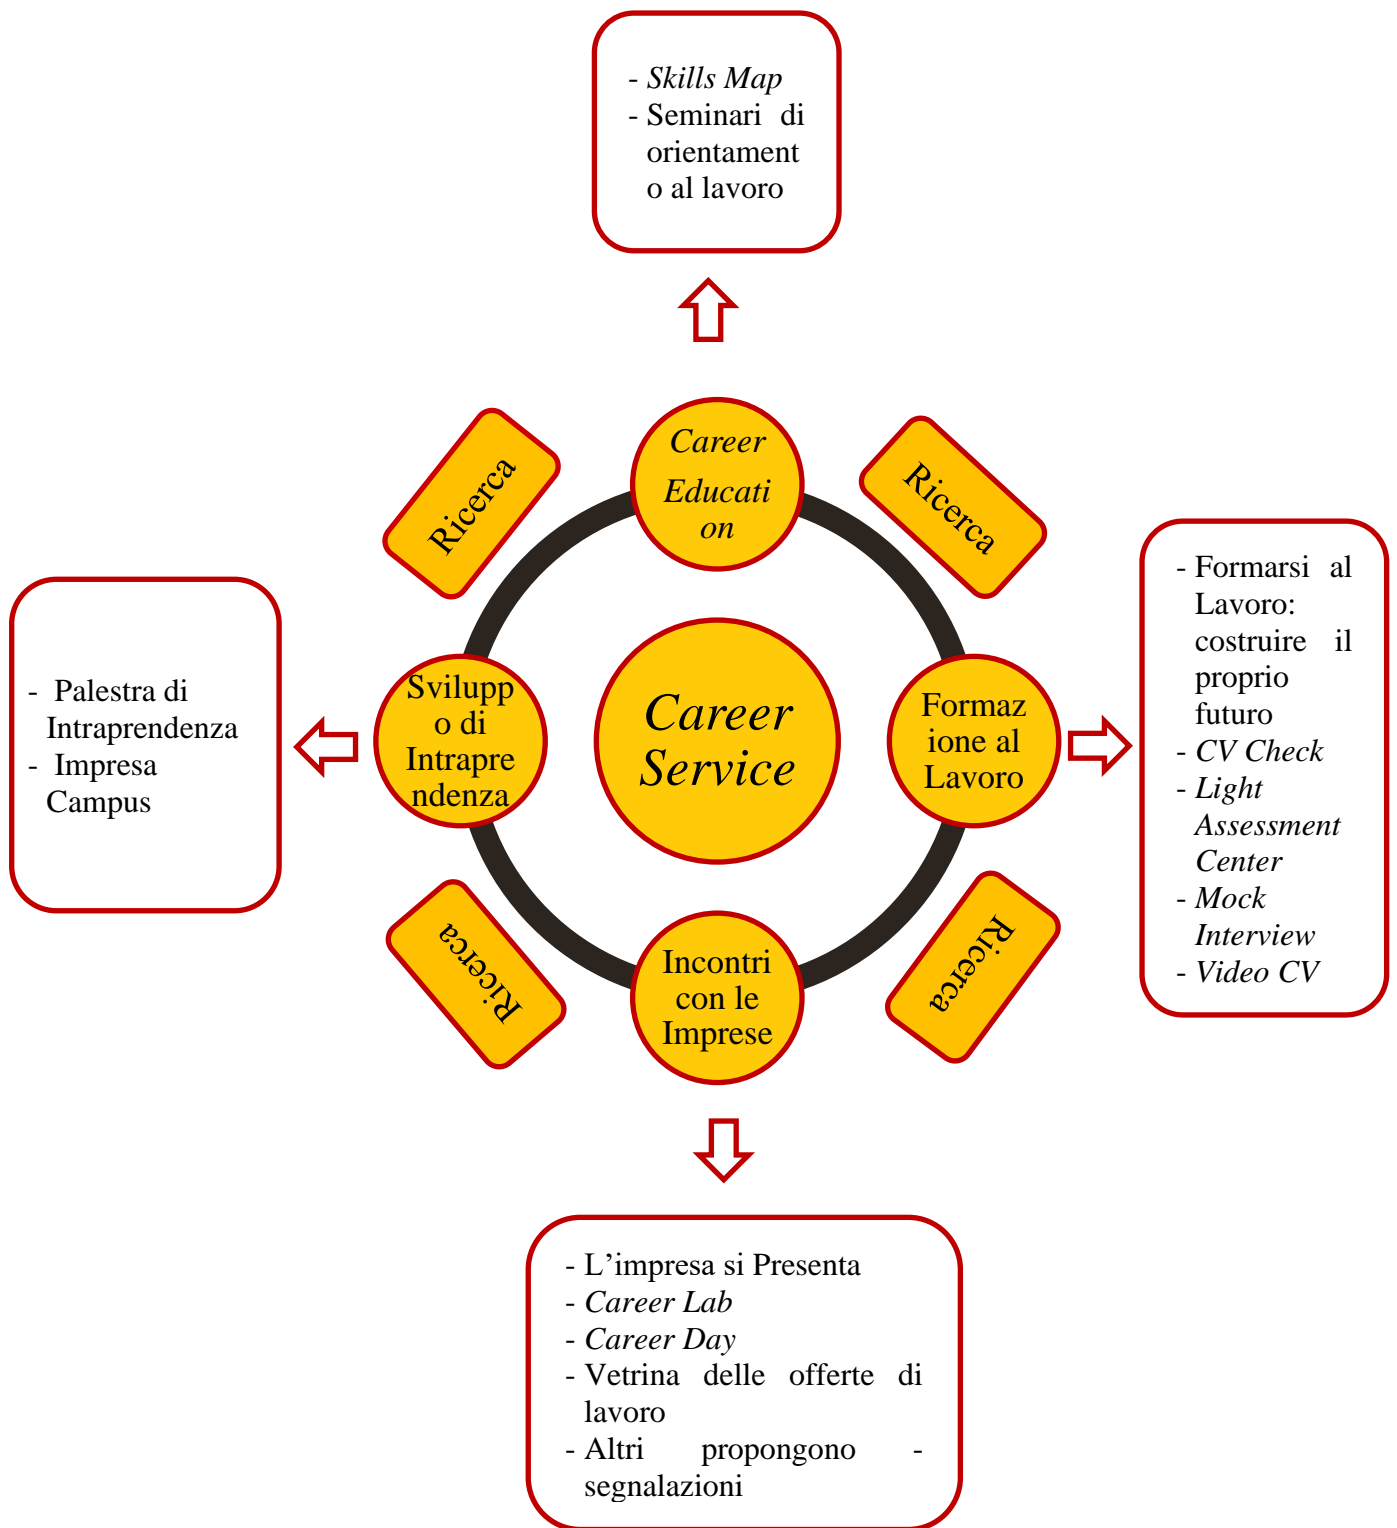 - Skills Map
- Seminari di
orientament
o al lavoro
Ricerca
Career
Educati
on
Ricerca
- Palestra di
Intraprendenza
- Impresa
Campus
Svilupp
o di
Intrapre
ndenza
Career
Service
Formaz
ione al
Lavoro
- Formarsi al
Lavoro:
costruire il
proprio
futuro
- CV Check
- Light
Assessment
Center
- Mock
Interview
- Video CV
Ricerca
Incontri
con le
Imprese
Ricerca
- L’impresa si Presenta
- Career Lab
- Career Day
- Vetrina delle offerte di
lavoro
- Altri propongono -
segnalazioni